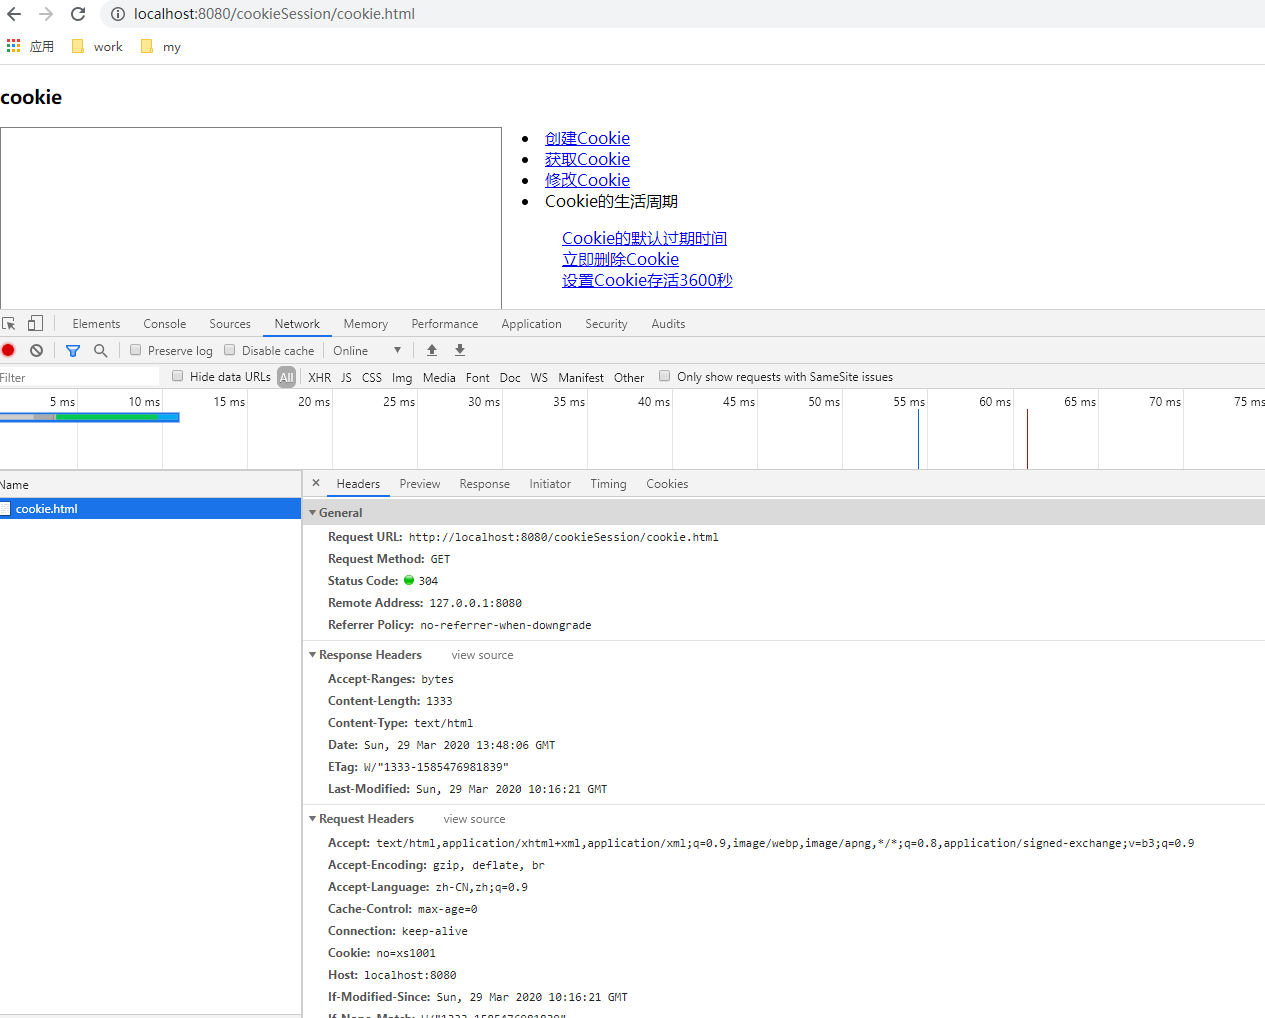 localhost:8080/cookieSession/cookie.html
应用 work my
cookie
创建Cookie
获取Cookie
修改Cookie
Cookie的生活周期
Cookie的默认过期时间
立即删除Cookie
设置Cookie存活3600秒
Elements Console Sources Network Memory Performance Application Security Audits
Preserve log Disable cache Online
Filter Hide data URLs All XHR JS CSS Img Media Font Doc WS Manifest Other Only show requests with SameSite issues
5 ms 10 ms 15 ms 20 ms 25 ms 30 ms 35 ms 40 ms 45 ms 50 ms 55 ms 60 ms 65 ms 70 ms 75 ms
Name
cookie.html
× Headers Preview Response Initiator Timing Cookies
General
Request URL: http://localhost:8080/cookieSession/cookie.html
Request Method: GET
Status Code: 304
Remote Address: 127.0.0.1:8080
Referrer Policy: no-referrer-when-downgrade
Response Headers view source
Accept-Ranges: bytes
Content-Length: 1333
Content-Type: text/html
Date: Sun, 29 Mar 2020 13:48:06 GMT
ETag: W/"1333-1585476981839"
Last-Modified: Sun, 29 Mar 2020 10:16:21 GMT
Request Headers view source
Accept: text/html,application/xhtml+xml,application/xml;q=0.9,image/webp,image/apng,*/*;q=0.8,application/signed-exchange;v=b3;q=0.9
Accept-Encoding: gzip, deflate, br
Accept-Language: zh-CN,zh;q=0.9
Cache-Control: max-age=0
Connection: keep-alive
Cookie: no=xs1001
Host: localhost:8080
If-Modified-Since: Sun, 29 Mar 2020 10:16:21 GMT
If-None-Match: W/"1333-1585476981839"